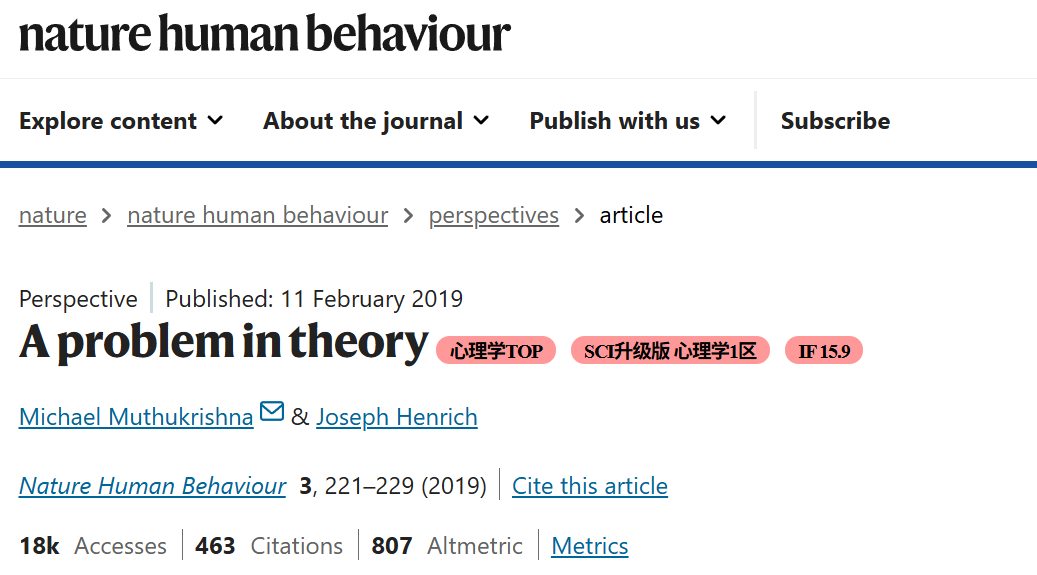 nature human behaviour
Explore content About the journal Publish with us Subscribe
nature > nature human behaviour > perspectives > article
Perspective | Published: 11 February 2019
A problem in theory 心理学TOP SCI升级版 心理学1区 IF 15.9
Michael Muthukrishna & Joseph Henrich
Nature Human Behaviour 3, 221–229 (2019) | Cite this article
18k Accesses | 463 Citations | 807 Altmetric | Metrics